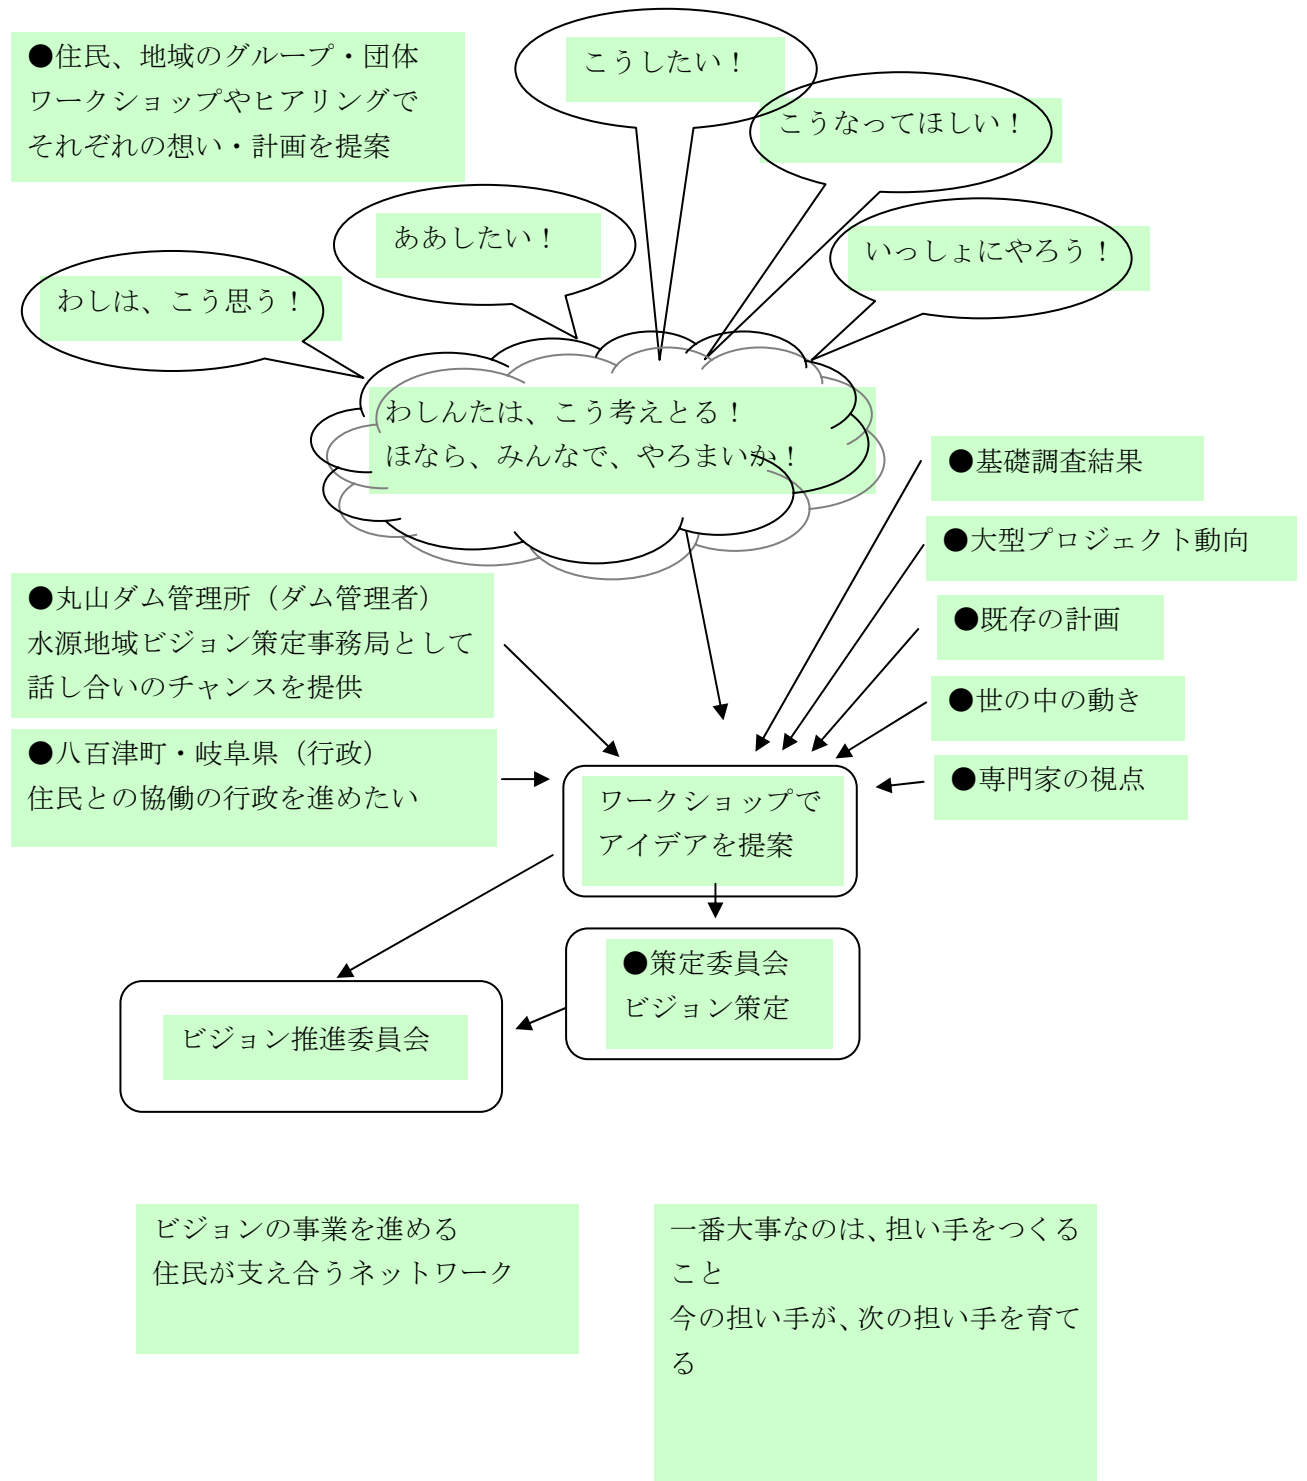 ●住民、地域のグループ・団体
ワークショップやヒアリングで
それぞれの想い・計画を提案
こうしたい！
こうなってほしい！
ああしたい！
いっしょにやろう！
わしは、こう思う！
わしんたは、こう考えとる！
ほなら、みんなで、やろまいか！
●基礎調査結果
●大型プロジェクト動向
●既存の計画
●世の中の動き
●専門家の視点
●丸山ダム管理所（ダム管理者）
水源地域ビジョン策定事務局として
話し合いのチャンスを提供
●八百津町・岐阜県（行政）
住民との協働の行政を進めたい
ワークショップで
アイデアを提案
●策定委員会
ビジョン策定
ビジョン推進委員会
ビジョンの事業を進める
住民が支え合うネットワーク
一番大事なのは、担い手をつくる
こと
今の担い手が、次の担い手を育て
る